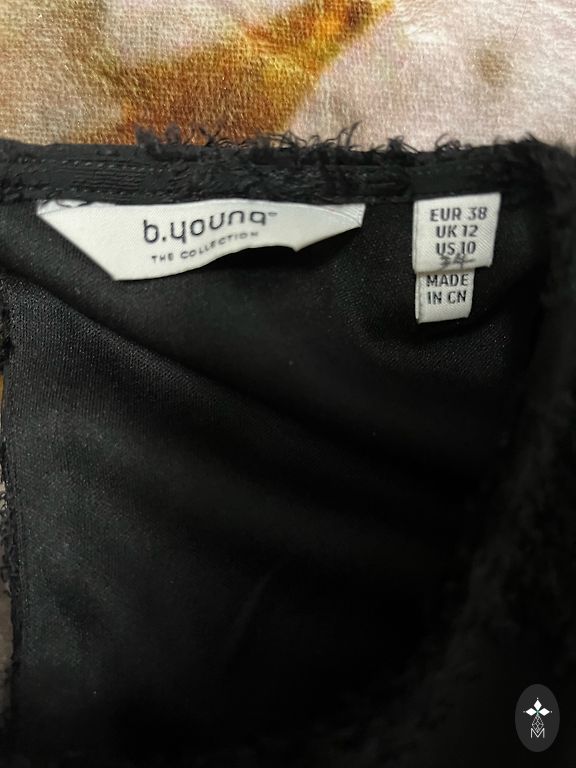 b.young
THE COLLECTION
EUR 38
UK 12
US 10
MADE
IN CN
M